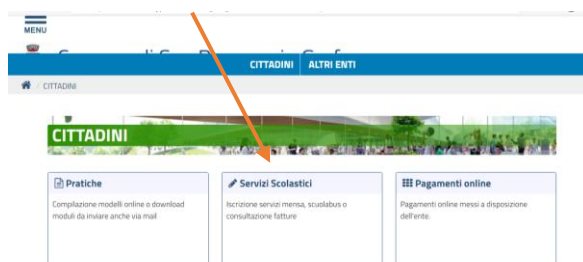 MENU
CITTADINI ALTRI ENTI
/ CITTADINI
CITTADINI
Pratiche
Compilazione modelli online o download
moduli da inviare anche via mail
Servizi Scolastici
Iscrizione servizi mensa, scuolabus o
consultazione fatture
Pagamenti online
Pagamenti online messi a disposizione
dell'ente.